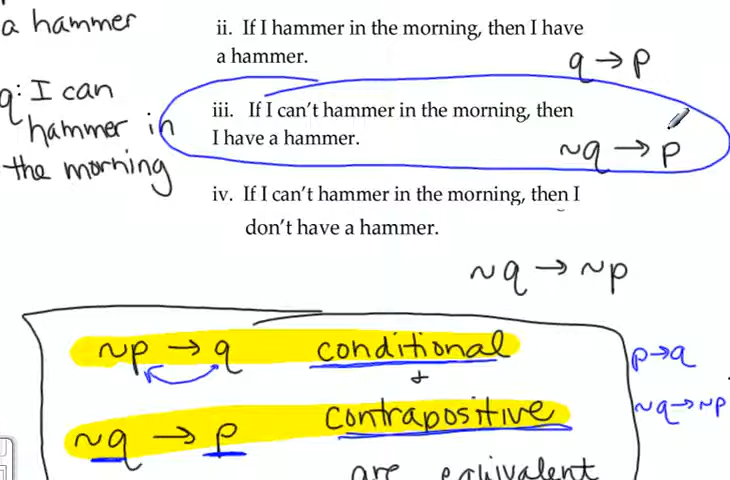 a hammer
ii. If I hammer in the morning, then I have
a hammer.
q → p
q: I can
hammer in
the morning
iii. If I can't hammer in the morning, then
I have a hammer.
~q → p
iv. If I can't hammer in the morning, then I
don't have a hammer.
~q → ~p
~p → q conditional
+
p→q
~q → p contrapositive
~q→~p
are equivalent